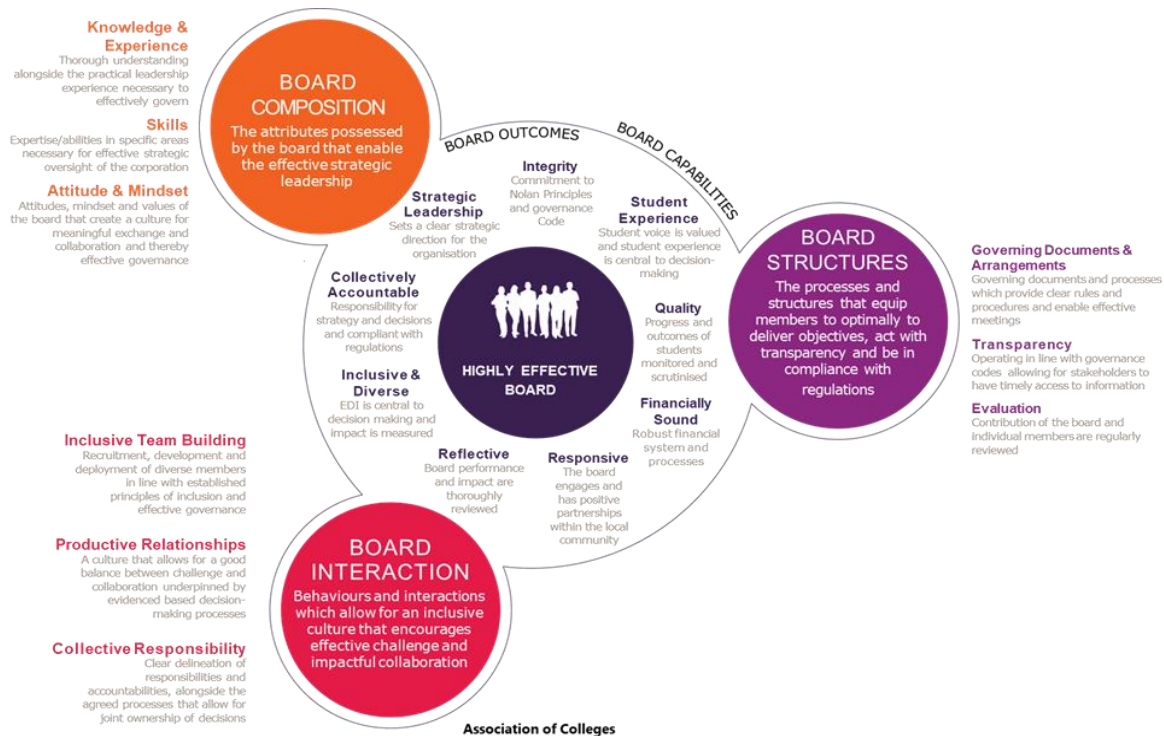 Knowledge &
Experience
Thorough understanding
alongside the practical leadership
experience necessary to
effectively govern
Skills
Expertise/abilities in specific areas
necessary for effective strategic
oversight of the corporation
Attitude & Mindset
Attitudes, mindset and values of
the board that create a culture for
meaningful exchange and
collaboration and thereby
effective governance
BOARD
COMPOSITION
The attributes possessed
by the board that enable
the effective strategic
leadership
BOARD OUTCOMES
BOARD CAPABILITIES
Integrity
Commitment to
Nolan Principles
and governance
Code
Strategic
Leadership
Sets a clear strategic
direction for the
organisation
Student
Experience
Student voice is valued
and student experience
is central to decision-
making
Collectively
Accountable
Responsibility for
strategy and decisions
and compliant with
regulations
Quality
Progress and
outcomes of
students
monitored and
scrutinised
Inclusive &
Diverse
EDI is central to
decision making and
impact is measured
Financially
Sound
Robust financial
system and
processes
Reflective
Board performance
and impact are
thoroughly
reviewed
Responsive
The board
engages and
has positive
partnerships
within the local
community
HIGHLY EFFECTIVE
BOARD
BOARD
STRUCTURES
The processes and
structures that equip
members to optimally to
deliver objectives, act with
transparency and be in
compliance with
regulations
Governing Documents &
Arrangements
Governing documents and processes
which provide clear rules and
procedures and enable effective
meetings
Transparency
Operating in line with governance
codes allowing for stakeholders to
have timely access to information
Evaluation
Contribution of the board and
individual members are regularly
reviewed
Inclusive Team Building
Recruitment, development and
deployment of diverse members
in line with established
principles of inclusion and
effective governance
Productive Relationships
A culture that allows for a good
balance between challenge and
collaboration underpinned by
evidenced based decision-
making processes
Collective Responsibility
Clear delineation of
responsibilities and
accountabilities, alongside the
agreed processes that allow for
joint ownership of decisions
BOARD
INTERACTION
Behaviours and interactions
which allow for an inclusive
culture that encourages
effective challenge and
impactful collaboration
Association of Colleges